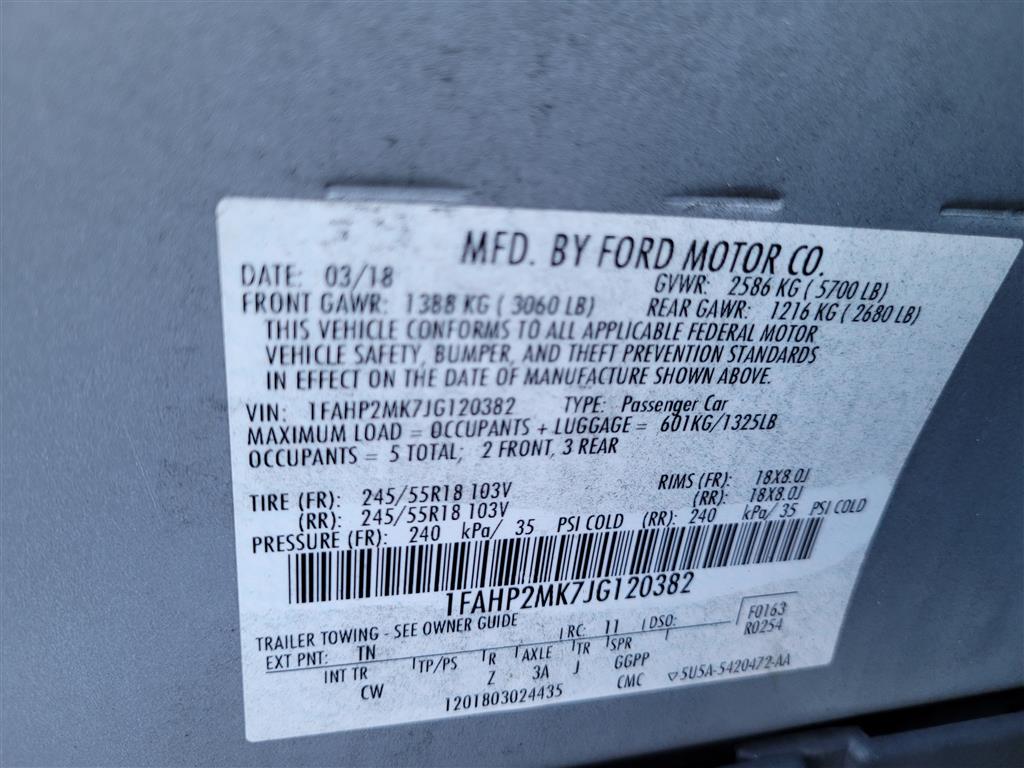 MFD. BY FORD MOTOR CO.
DATE: 03/18 GVWR: 2586 KG ( 5700 LB)
FRONT GAWR: 1388 KG ( 3060 LB) REAR GAWR: 1216 KG ( 2680 LB)
THIS VEHICLE CONFORMS TO ALL APPLICABLE FEDERAL MOTOR
VEHICLE SAFETY, BUMPER, AND THEFT PREVENTION STANDARDS
IN EFFECT ON THE DATE OF MANUFACTURE SHOWN ABOVE.
VIN: 1FAHP2MK7JG120382 TYPE: Passenger Car
MAXIMUM LOAD = OCCUPANTS + LUGGAGE = 601KG/1325LB
OCCUPANTS = 5 TOTAL; 2 FRONT, 3 REAR
TIRE (FR): 245/55R18 103V RIMS (FR): 18X8.0J
(RR): 245/55R18 103V (RR): 18X8.0J
PRESSURE (FR): 240 kPa/ 35 PSI COLD (RR): 240 kPa/ 35 PSI COLD
1FAHP2MK7JG120382
TRAILER TOWING - SEE OWNER GUIDE F0163
EXT PNT: TN RC: 11 DSO: R0254
INT TR TP/PS R AXLE TR SPR
CW Z 3A J GGPP
1201803024435 CMC ▽5U5A-5420472-AA